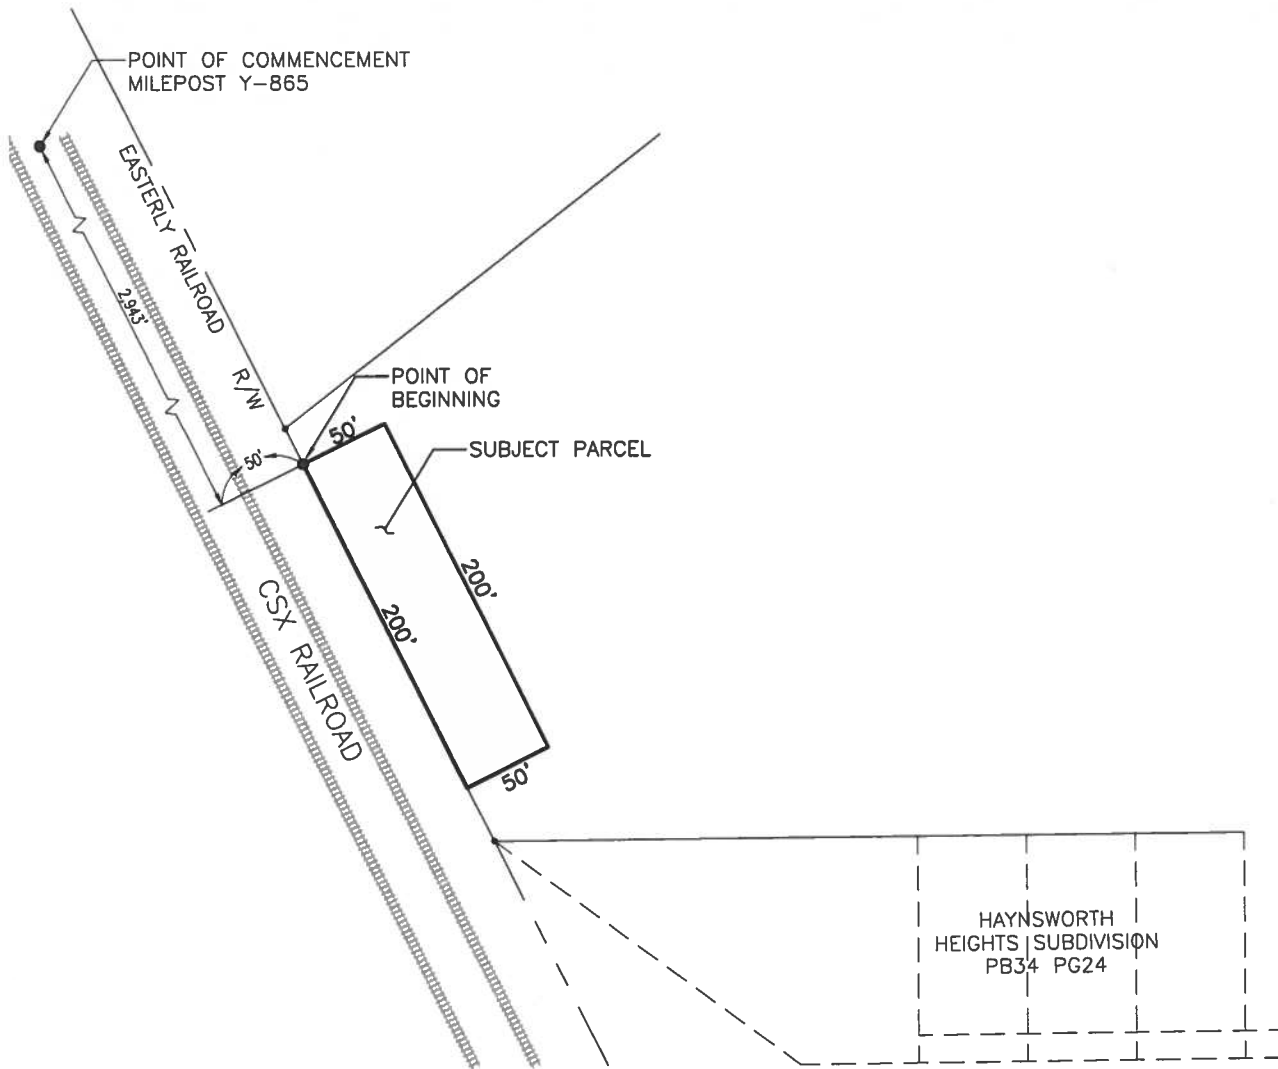 POINT OF COMMENCEMENT
MILEPOST Y-865
EASTERLY RAILROAD
R/W
2,943'
POINT OF
BEGINNING
50'
50'
SUBJECT PARCEL
200'
200'
CSX RAILROAD
50'
HAYNSWORTH
HEIGHTS SUBDIVISION
PB34 PG24